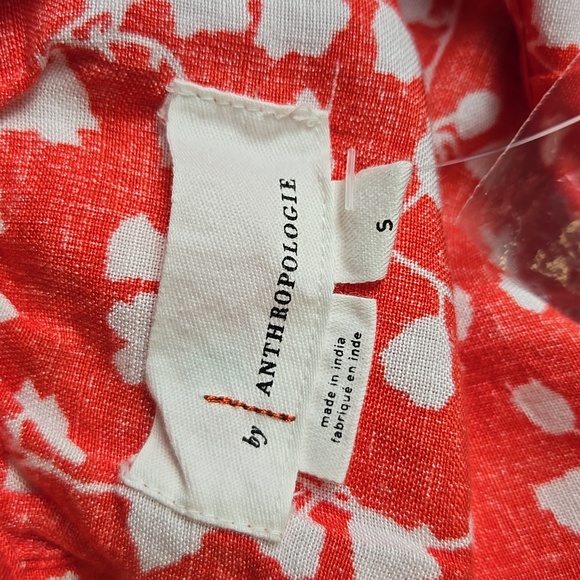 by ANTHROPOLOGIE
S
made in india
fabriqué en inde